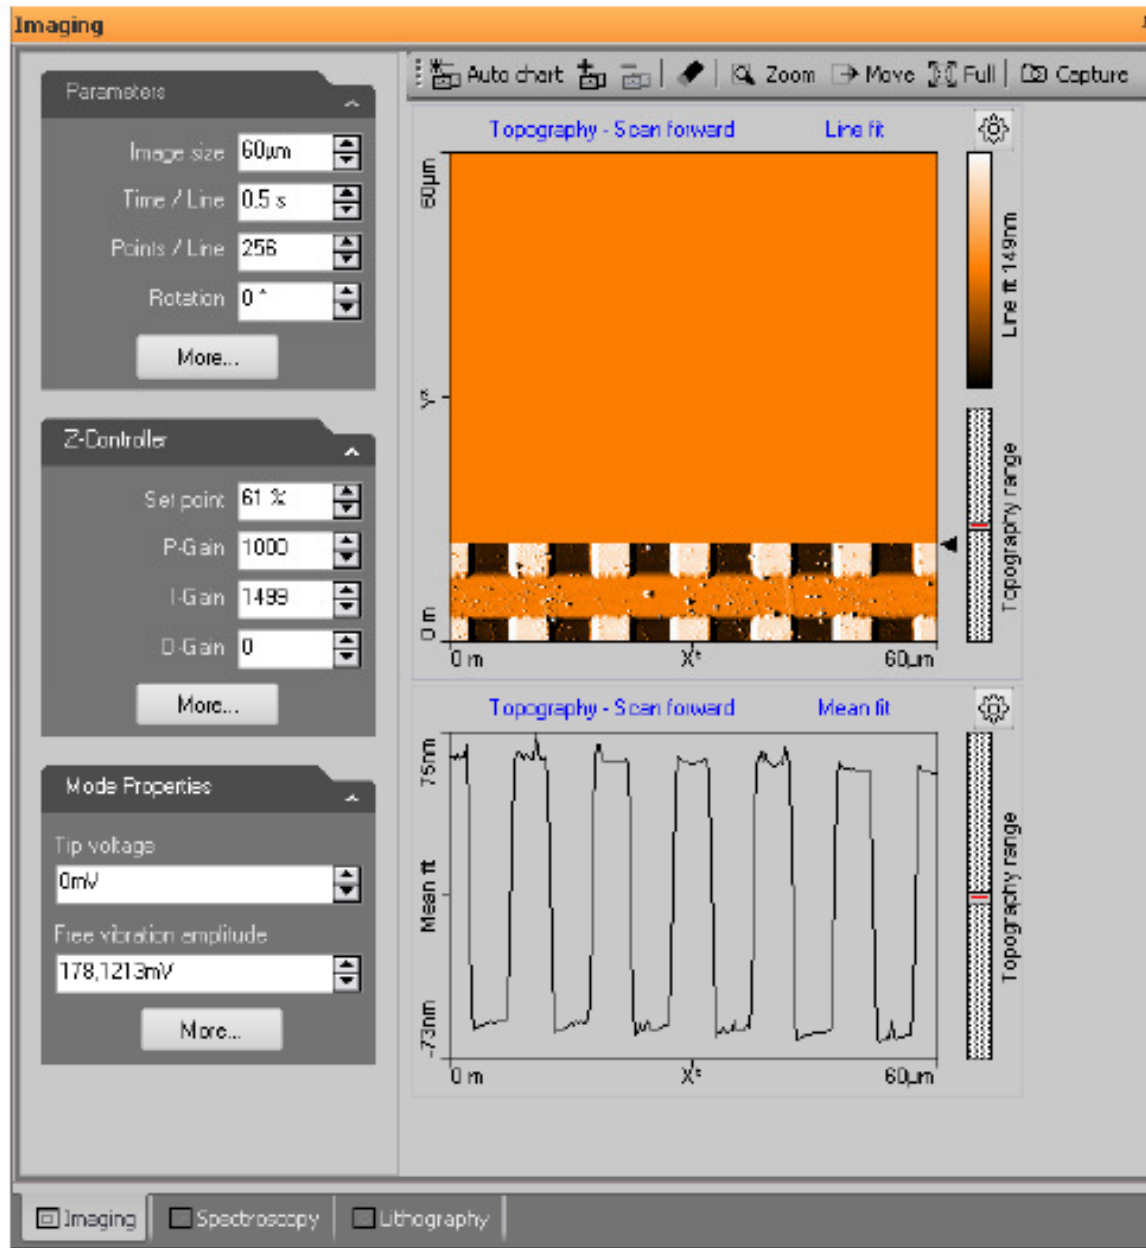 Imaging
Parameters
Image size 60µm
Time / Line 0.5 s
Points / Line 256
Rotation 0 °
More...
Z-Controller
Set point 61 %
P-Gain 1000
I-Gain 1499
D-Gain 0
More...
Mode Properties
Tip voltage
0mV
Free vibration amplitude
178,1213mV
More...
Auto chart Zoom Move Full Capture
Topography - Scan forward Line fit
60µm
Y*
0 m
0 m X* 60µm
Line fit 149nm
Topography range
Topography - Scan forward Mean fit
75nm
Mean fit
-73nm
0 m X* 60µm
Topography range
Imaging Spectroscopy Lithography